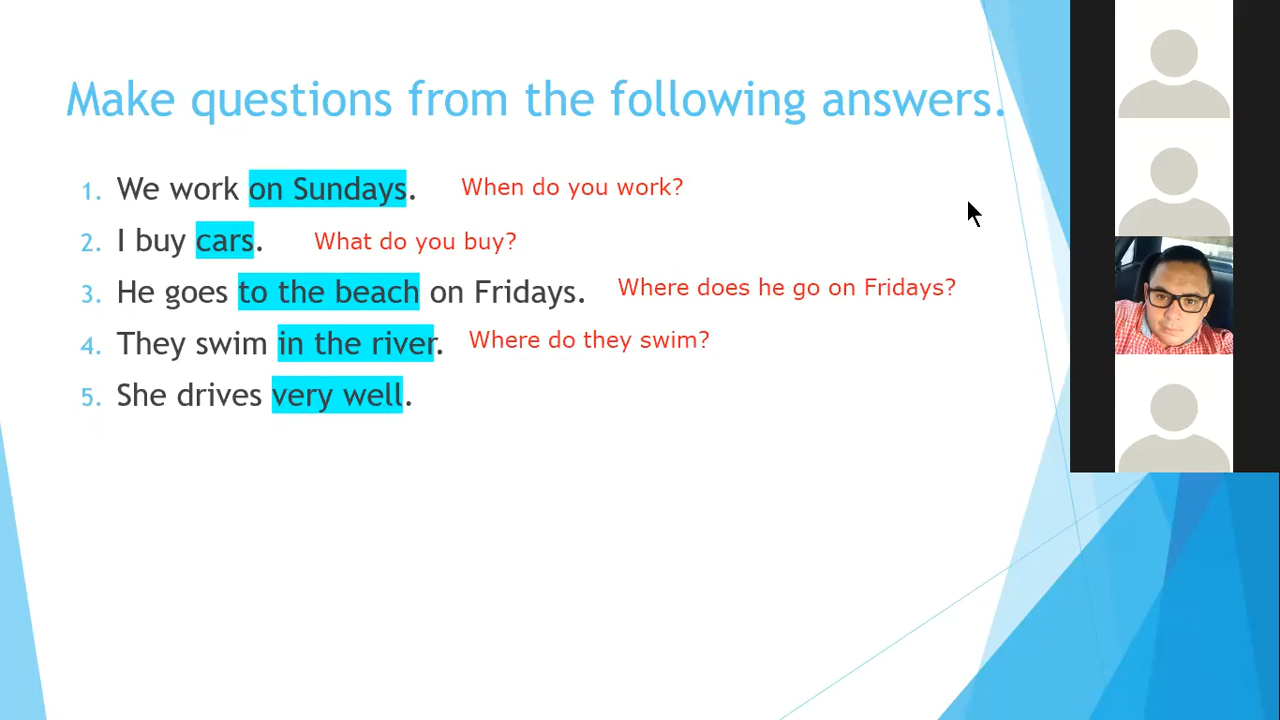 Make questions from the following answers.
1. We work on Sundays. When do you work?
2. I buy cars. What do you buy?
3. He goes to the beach on Fridays. Where does he go on Fridays?
4. They swim in the river. Where do they swim?
5. She drives very well.